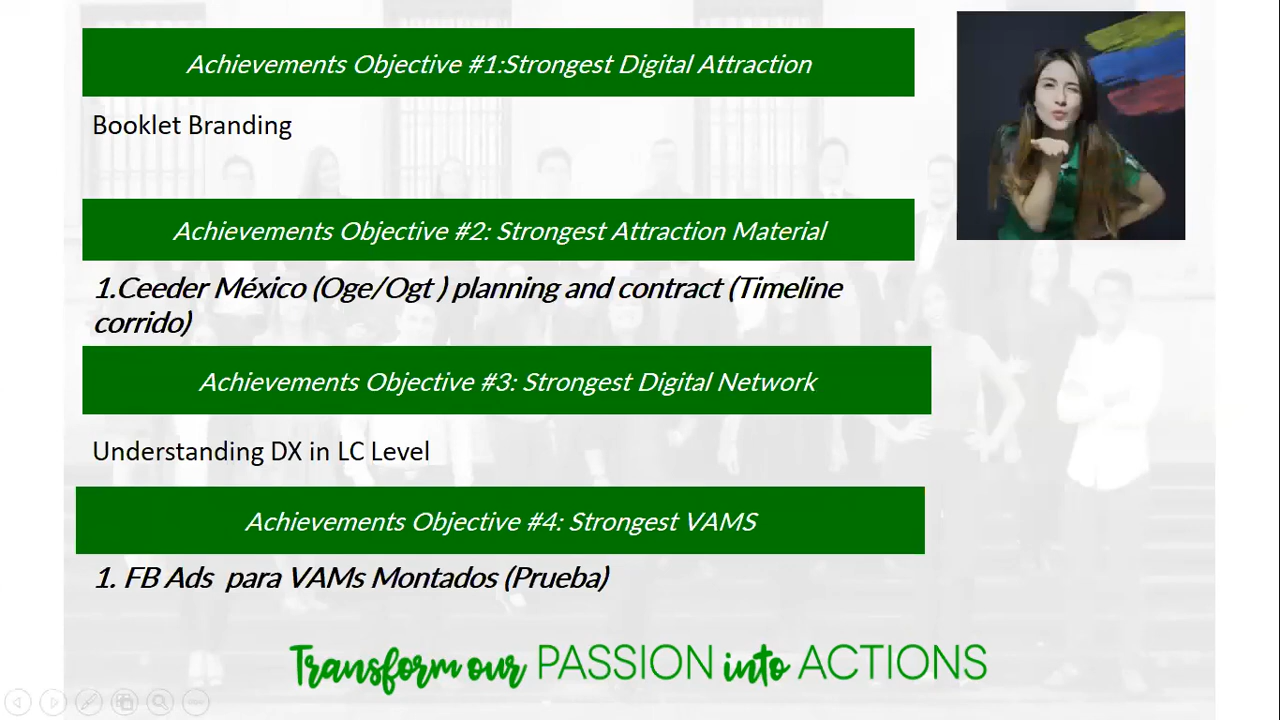 Achievements Objective #1:Strongest Digital Attraction
Booklet Branding
Achievements Objective #2: Strongest Attraction Material
1.Ceeder México (Oge/Ogt ) planning and contract (Timeline
corrido)
Achievements Objective #3: Strongest Digital Network
Understanding DX in LC Level
Achievements Objective #4: Strongest VAMS
1. FB Ads  para VAMs Montados (Prueba)
Transform our PASSION into ACTIONS